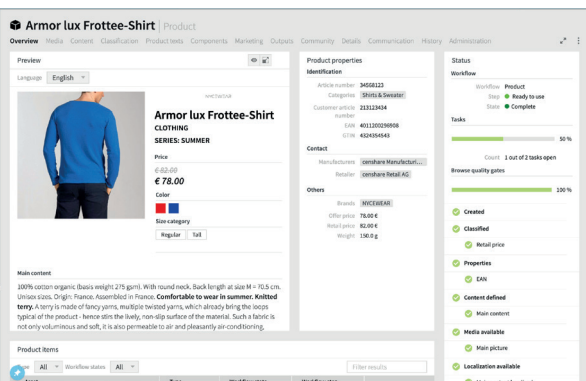 Armor lux Frottee-Shirt | Product
Overview Media Content Classification Product texts Components Marketing Outputs Community Details Communication History Administration
Preview
Language English
Armor lux Frottee-Shirt
CLOTHING
SERIES: SUMMER
Price
€ 82.00
€ 78.00
Color
Size category
Regular Tall
Main content
100% cotton organic (basis weight 275 gsm). With round neck. Back length at size M = 70.5 cm.
Unisex sizes. Origin: France. Assembled in France. Comfortable to wear in summer. Knitted
terry. A terry is made of fancy yarns, multiple twisted yarns, which already bring the loops
typical of the product - hence stirs the lively, non-slip surface of the material. Such a fabric is
not only voluminous and soft, it is also permeable to air and pleasantly air-conditioning.
Product items
All Workflow states All Filter results
Product properties
Identification
Article number 34568123
Categories Shirts & Sweater
Customer article number 213123434
EAN 4011200296908
GTIN 4324354543
Contact
Manufacturers censhare Manufacturi...
Retailer censhare Retail AG
Others
Brands NYCEWEAR
Offer price 78.00 €
Retail price 82.00 €
Weight 150.0 g
Status
Workflow
Workflow Product
Step Ready to use
State Complete
Tasks
50 %
Count 1 out of 2 tasks open
Browse quality gates
100 %
Created
Classified
Retail price
Properties
EAN
Content defined
Main content
Media available
Main picture
Localization available